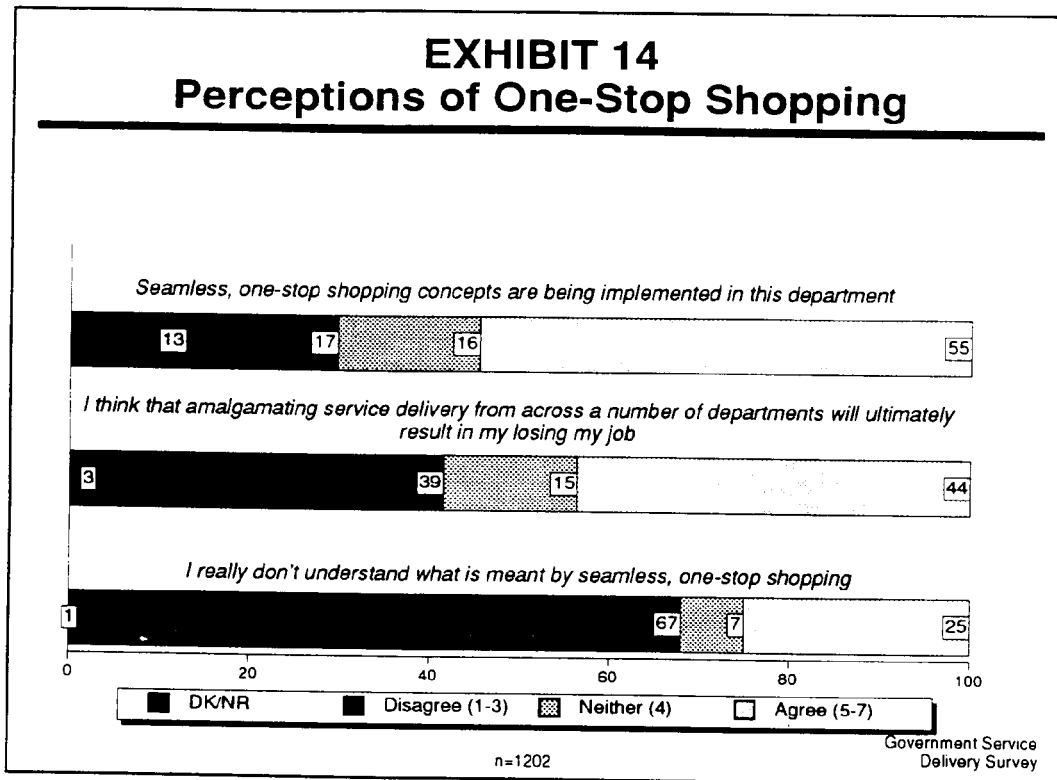 EXHIBIT 14
Perceptions of One-Stop Shopping
Seamless, one-stop shopping concepts are being implemented in this department
13 17 16 55
I think that amalgamating service delivery from across a number of departments will ultimately
result in my losing my job
3 39 15 44
I really don't understand what is meant by seamless, one-stop shopping
1 67 7 25
0 20 40 60 80 100
DK/NR Disagree (1-3) Neither (4) Agree (5-7)
n=1202
Government Service
Delivery Survey